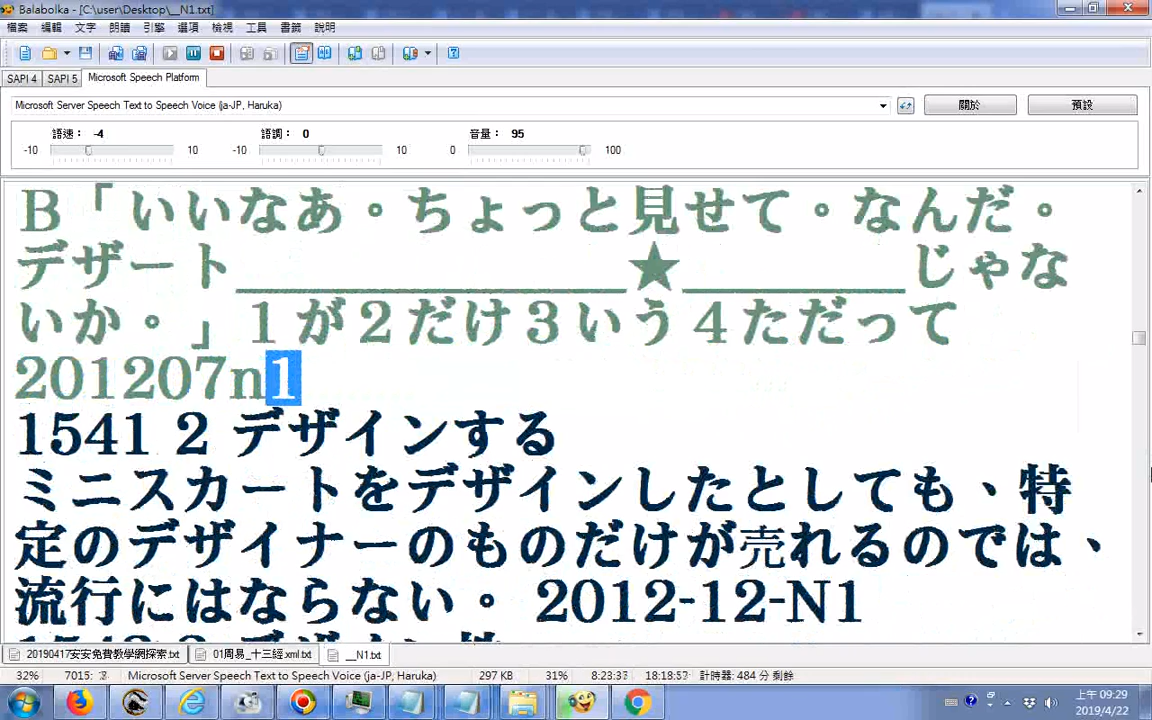 Balabolka - [C:\user\Desktop\__N1.txt]
檔案 編輯 文字 朗讀 引擎 選項 檢視 工具 書籤 說明
SAPI 4 SAPI 5 Microsoft Speech Platform
Microsoft Server Speech Text to Speech Voice (ja-JP, Haruka) 關於 預設
語速： -4 語調： 0 音量： 95
-10 10 -10 10 0 100
B「いいなあ。ちょっと見せて。なんだ。
デザート______________★________じゃな
いか。」１が２だけ３いう４ただって
201207n1
1541 2 デザインする
ミニスカートをデザインしたとしても、特
定のデザイナーのものだけが売れるのでは、
流行にはならない。 2012-12-N1
20190417安安免費教學網探索.txt 01周易_十三經.xml.txt __N1.txt
32% 7015: Microsoft Server Speech Text to Speech Voice (ja-JP, Haruka) 297 KB 31% 計時器: 484 分 剩餘
上午 09:29
2019/4/22